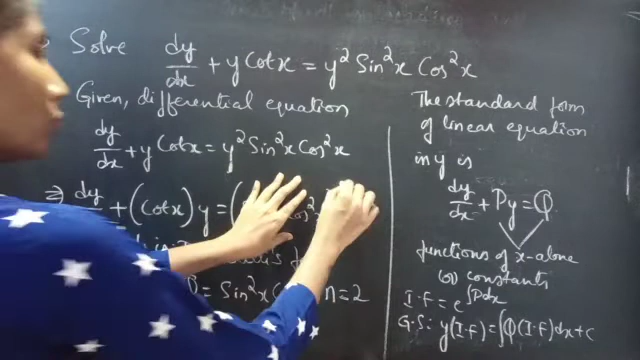 Solve dy/dx + y Cotx = y² Sin²x Cos²x
Given, differential equation
dy/dx + y Cotx = y² Sin²x Cos²x
⇒ dy/dx + (Cotx) y = (
= Sin²x n = 2
The standard form
of linear equation
in y is
dy/dx + Py = Q
functions of x-alone
(or) constants
I.F = e^∫Pdx
G.S: y(I.F) = ∫Q(I.F)dx + c